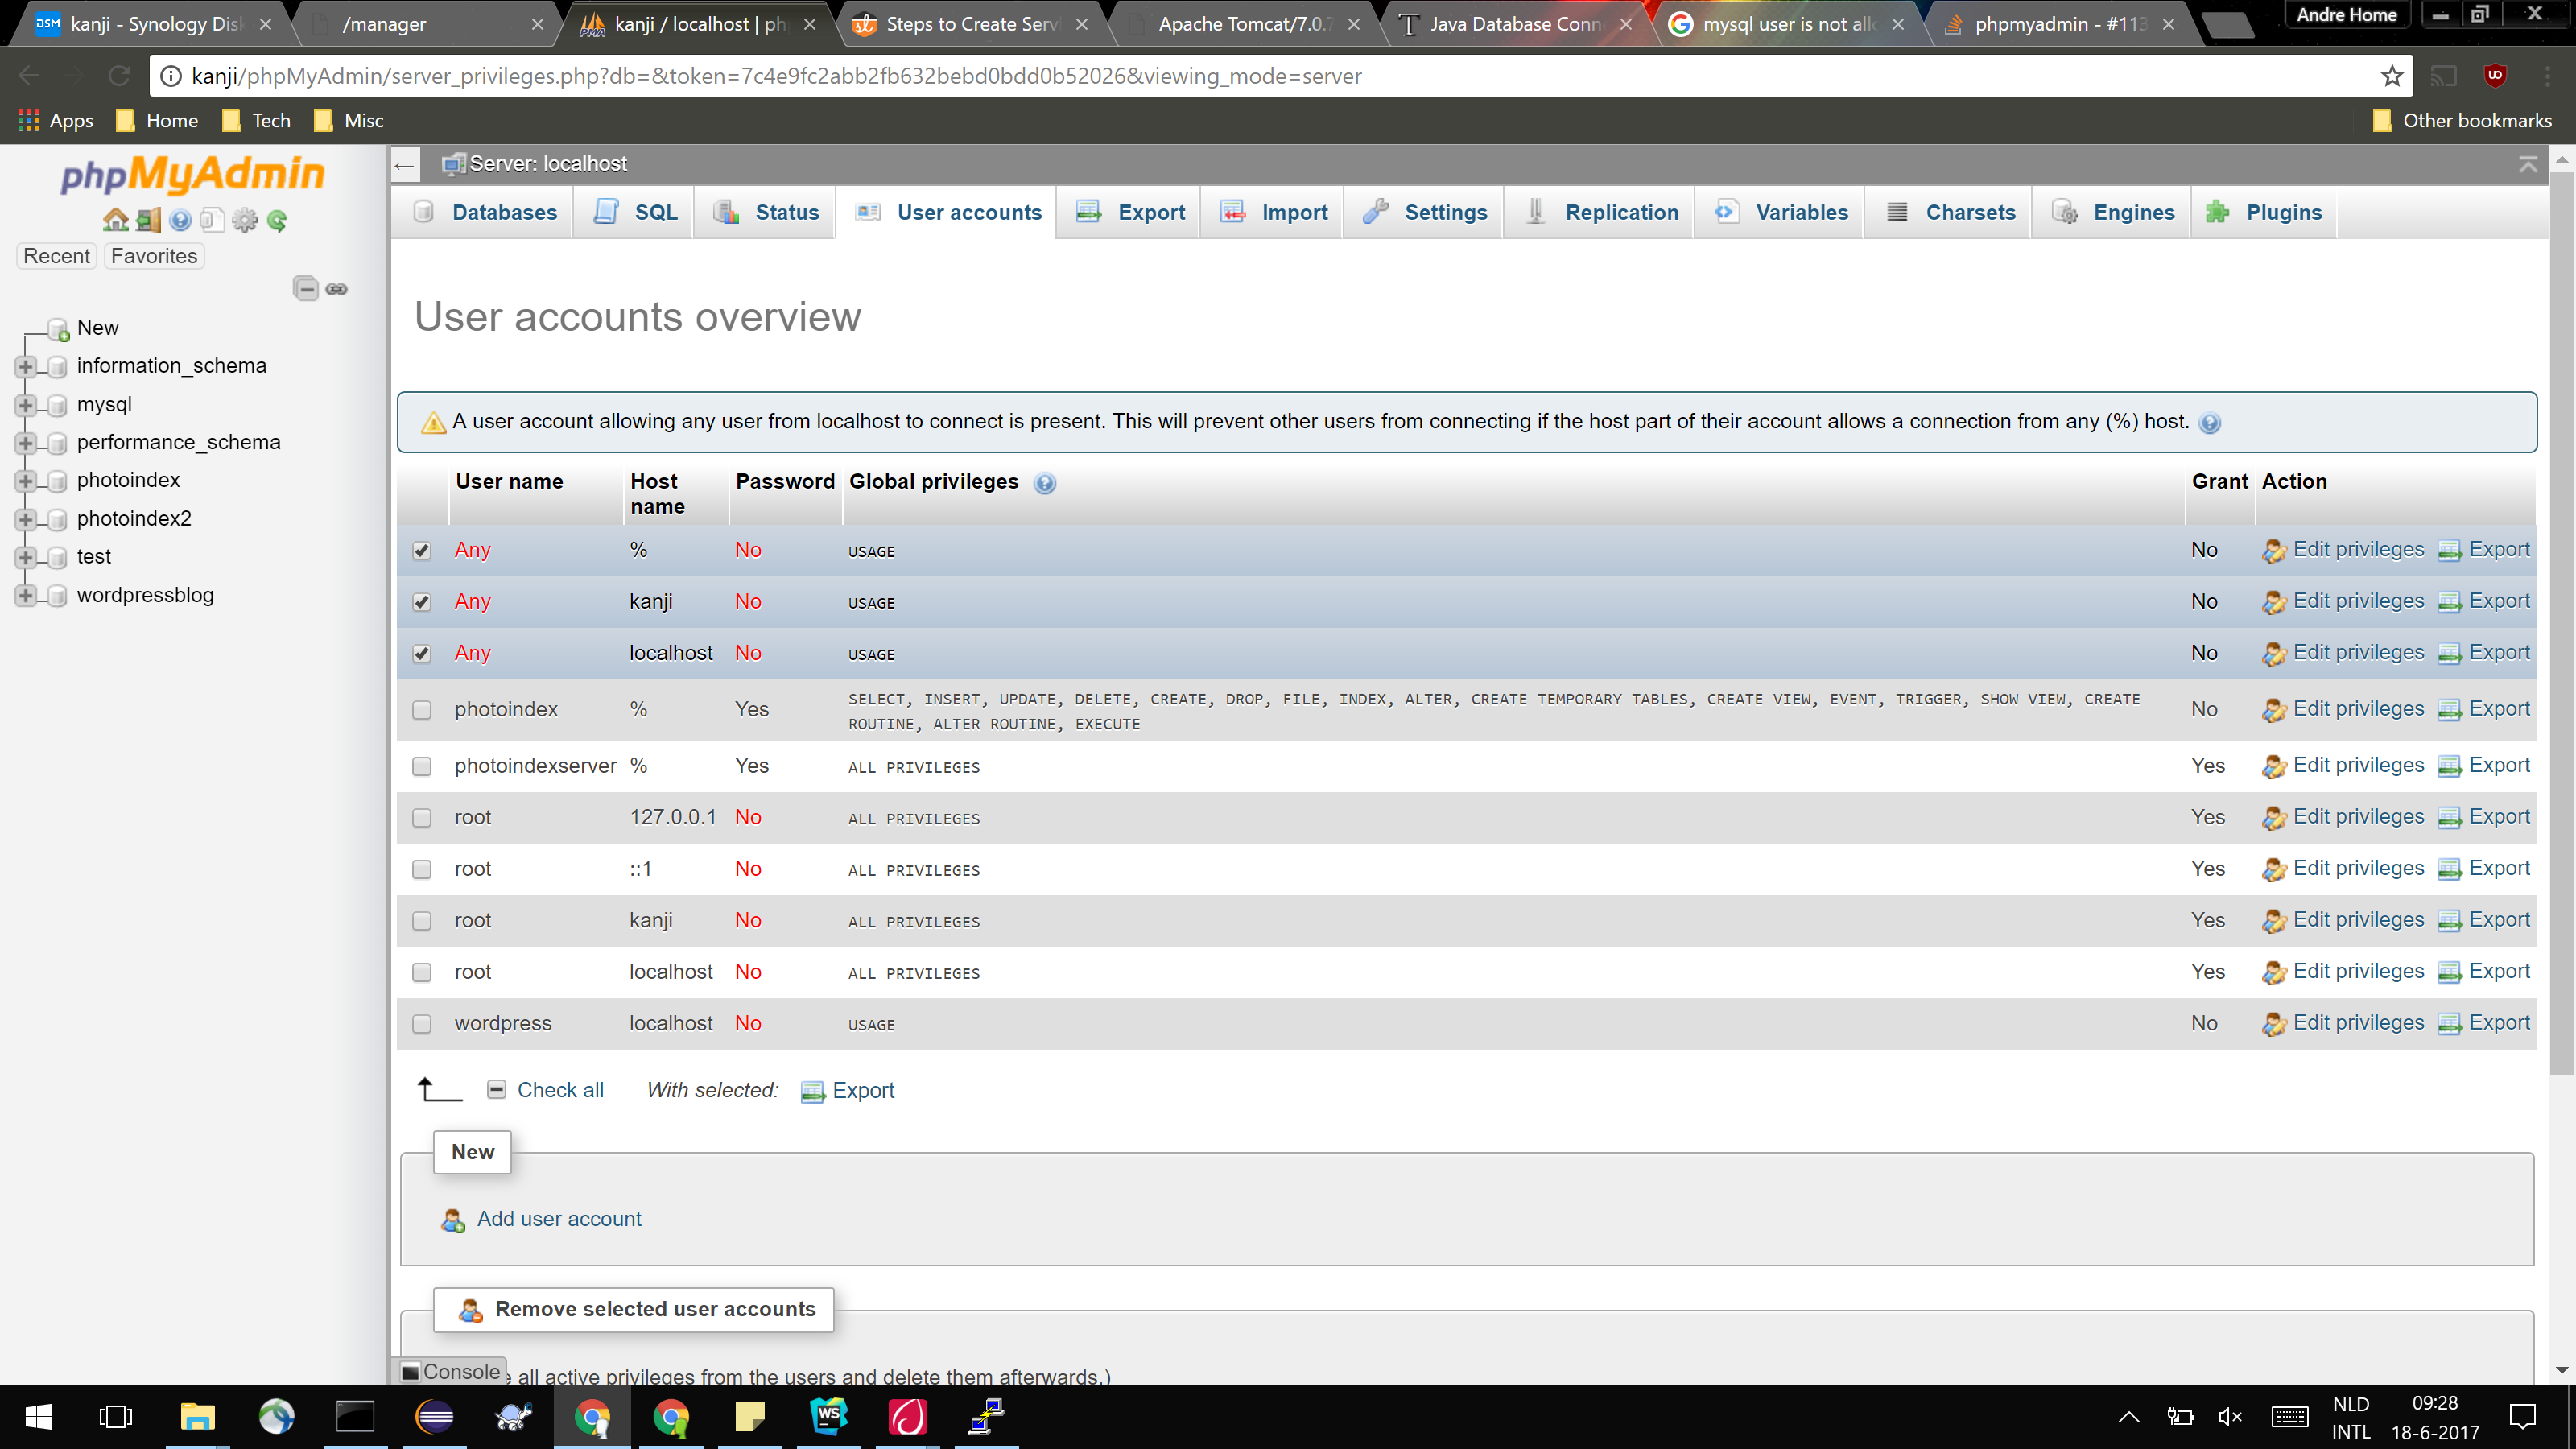 kanji - Synology Dis
/manager
kanji / localhost | ph
Steps to Create Serv
Apache Tomcat/7.0.7
Java Database Conn
mysql user is not allo
phpmyadmin - #113
Andre Home
kanji/phpMyAdmin/server_privileges.php?db=&token=7c4e9fc2abb2fb632bebd0bdd0b52026&viewing_mode=server
Apps Home Tech Misc Other bookmarks
phpMyAdmin
Recent Favorites
New
information_schema
mysql
performance_schema
photoindex
photoindex2
test
wordpressblog
Server: localhost
Databases SQL Status User accounts Export Import Settings Replication Variables Charsets Engines Plugins
User accounts overview
A user account allowing any user from localhost to connect is present. This will prevent other users from connecting if the host part of their account allows a connection from any (%) host.
User name Host name Password Global privileges Grant Action
Any % No USAGE No Edit privileges Export
Any kanji No USAGE No Edit privileges Export
Any localhost No USAGE No Edit privileges Export
photoindex % Yes SELECT, INSERT, UPDATE, DELETE, CREATE, DROP, FILE, INDEX, ALTER, CREATE TEMPORARY TABLES, CREATE VIEW, EVENT, TRIGGER, SHOW VIEW, CREATE ROUTINE, ALTER ROUTINE, EXECUTE No Edit privileges Export
photoindexserver % Yes ALL PRIVILEGES Yes Edit privileges Export
root 127.0.0.1 No ALL PRIVILEGES Yes Edit privileges Export
root ::1 No ALL PRIVILEGES Yes Edit privileges Export
root kanji No ALL PRIVILEGES Yes Edit privileges Export
root localhost No ALL PRIVILEGES Yes Edit privileges Export
wordpress localhost No USAGE No Edit privileges Export
Check all With selected: Export
New
Add user account
Remove selected user accounts
Console
all active privileges from the users and delete them afterwards.)
NLD
INTL
09:28
18-6-2017